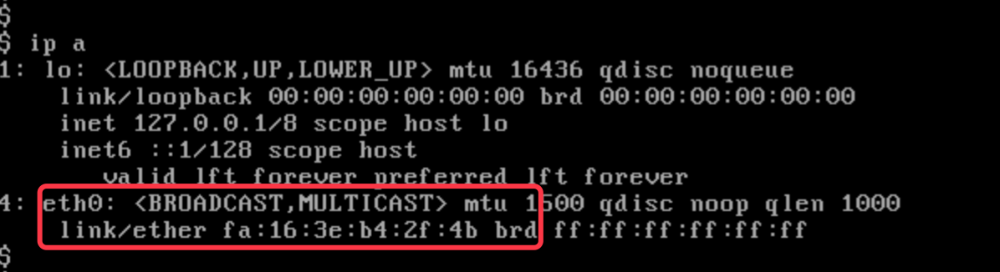 $
$ ip a
1: lo: <LOOPBACK,UP,LOWER_UP> mtu 16436 qdisc noqueue
link/loopback 00:00:00:00:00:00 brd 00:00:00:00:00:00
inet 127.0.0.1/8 scope host lo
inet6 ::1/128 scope host
valid_lft forever preferred_lft forever
4: eth0: <BROADCAST,MULTICAST> mtu 1500 qdisc noop qlen 1000
link/ether fa:16:3e:b4:2f:4b brd ff:ff:ff:ff:ff:ff
$